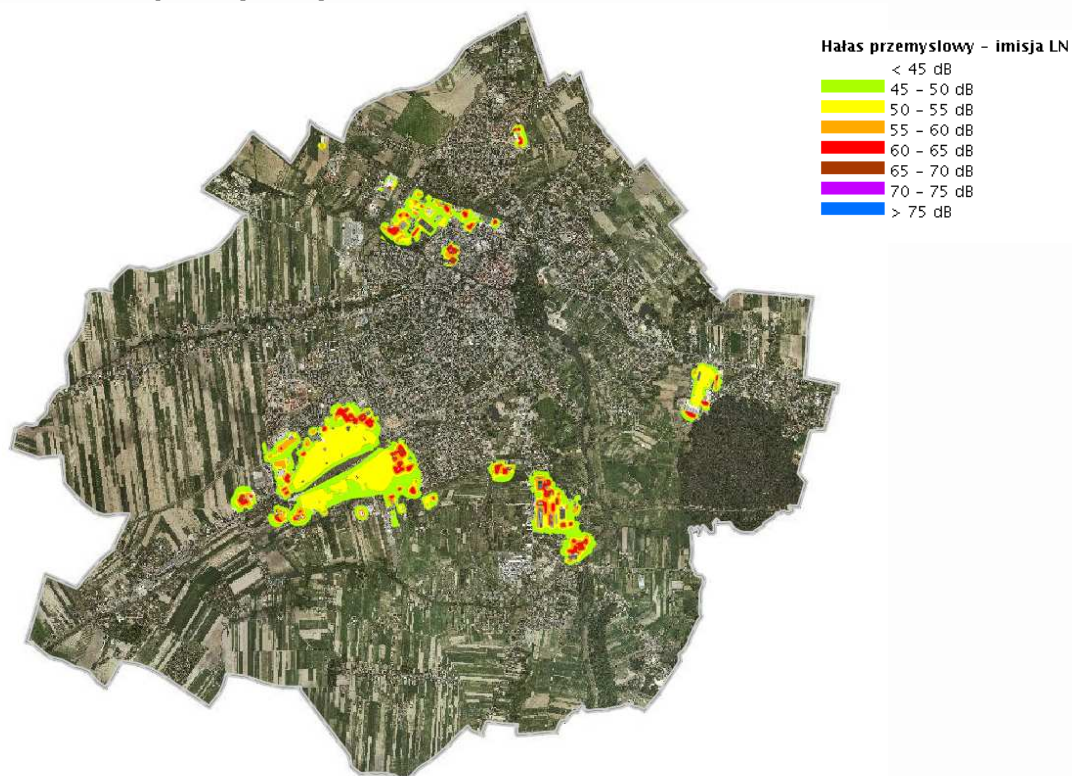 Hałas przemyslowy - imisja LN
< 45 dB
45 - 50 dB
50 - 55 dB
55 - 60 dB
60 - 65 dB
65 - 70 dB
70 - 75 dB
> 75 dB